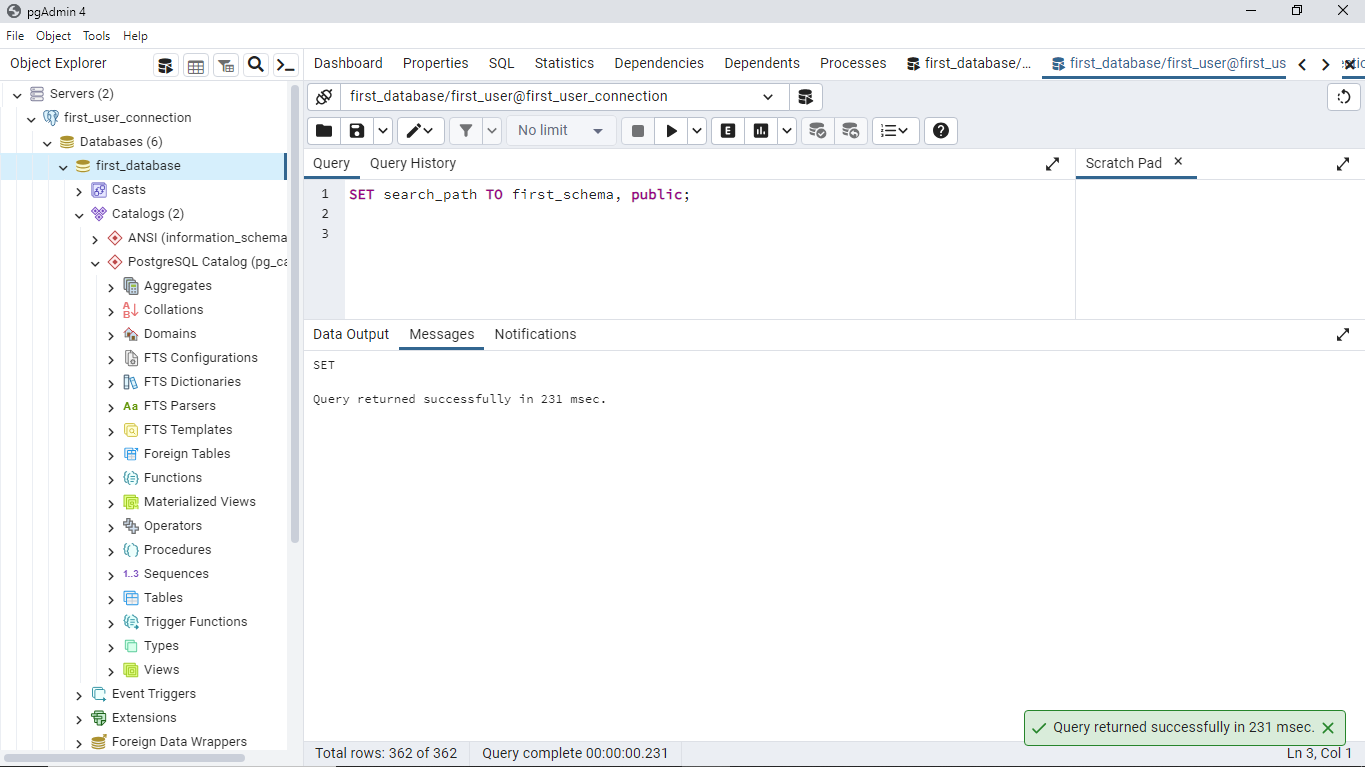 pgAdmin 4
File Object Tools Help
Object Explorer
Dashboard Properties SQL Statistics Dependencies Dependents Processes first_database/... first_database/first_user@first_us
Servers (2)
first_user_connection
Databases (6)
first_database
Casts
Catalogs (2)
ANSI (information_schema
PostgreSQL Catalog (pg_ca
Aggregates
Collations
Domains
FTS Configurations
FTS Dictionaries
Aa FTS Parsers
FTS Templates
Foreign Tables
Functions
Materialized Views
Operators
Procedures
1..3 Sequences
Tables
Trigger Functions
Types
Views
Event Triggers
Extensions
Foreign Data Wrappers
first_database/first_user@first_user_connection
No limit
E
Query Query History
Scratch Pad
1 SET search_path TO first_schema, public;
2
3
Data Output Messages Notifications
SET
Query returned successfully in 231 msec.
Query returned successfully in 231 msec.
Total rows: 362 of 362 Query complete 00:00:00.231 Ln 3, Col 1